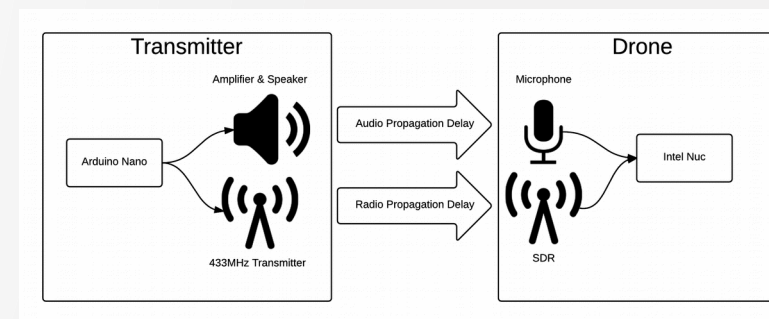 Transmitter
Drone
Amplifier & Speaker
Microphone
Audio Propagation Delay
Arduino Nano
Intel Nuc
Radio Propagation Delay
433MHz Transmitter
SDR